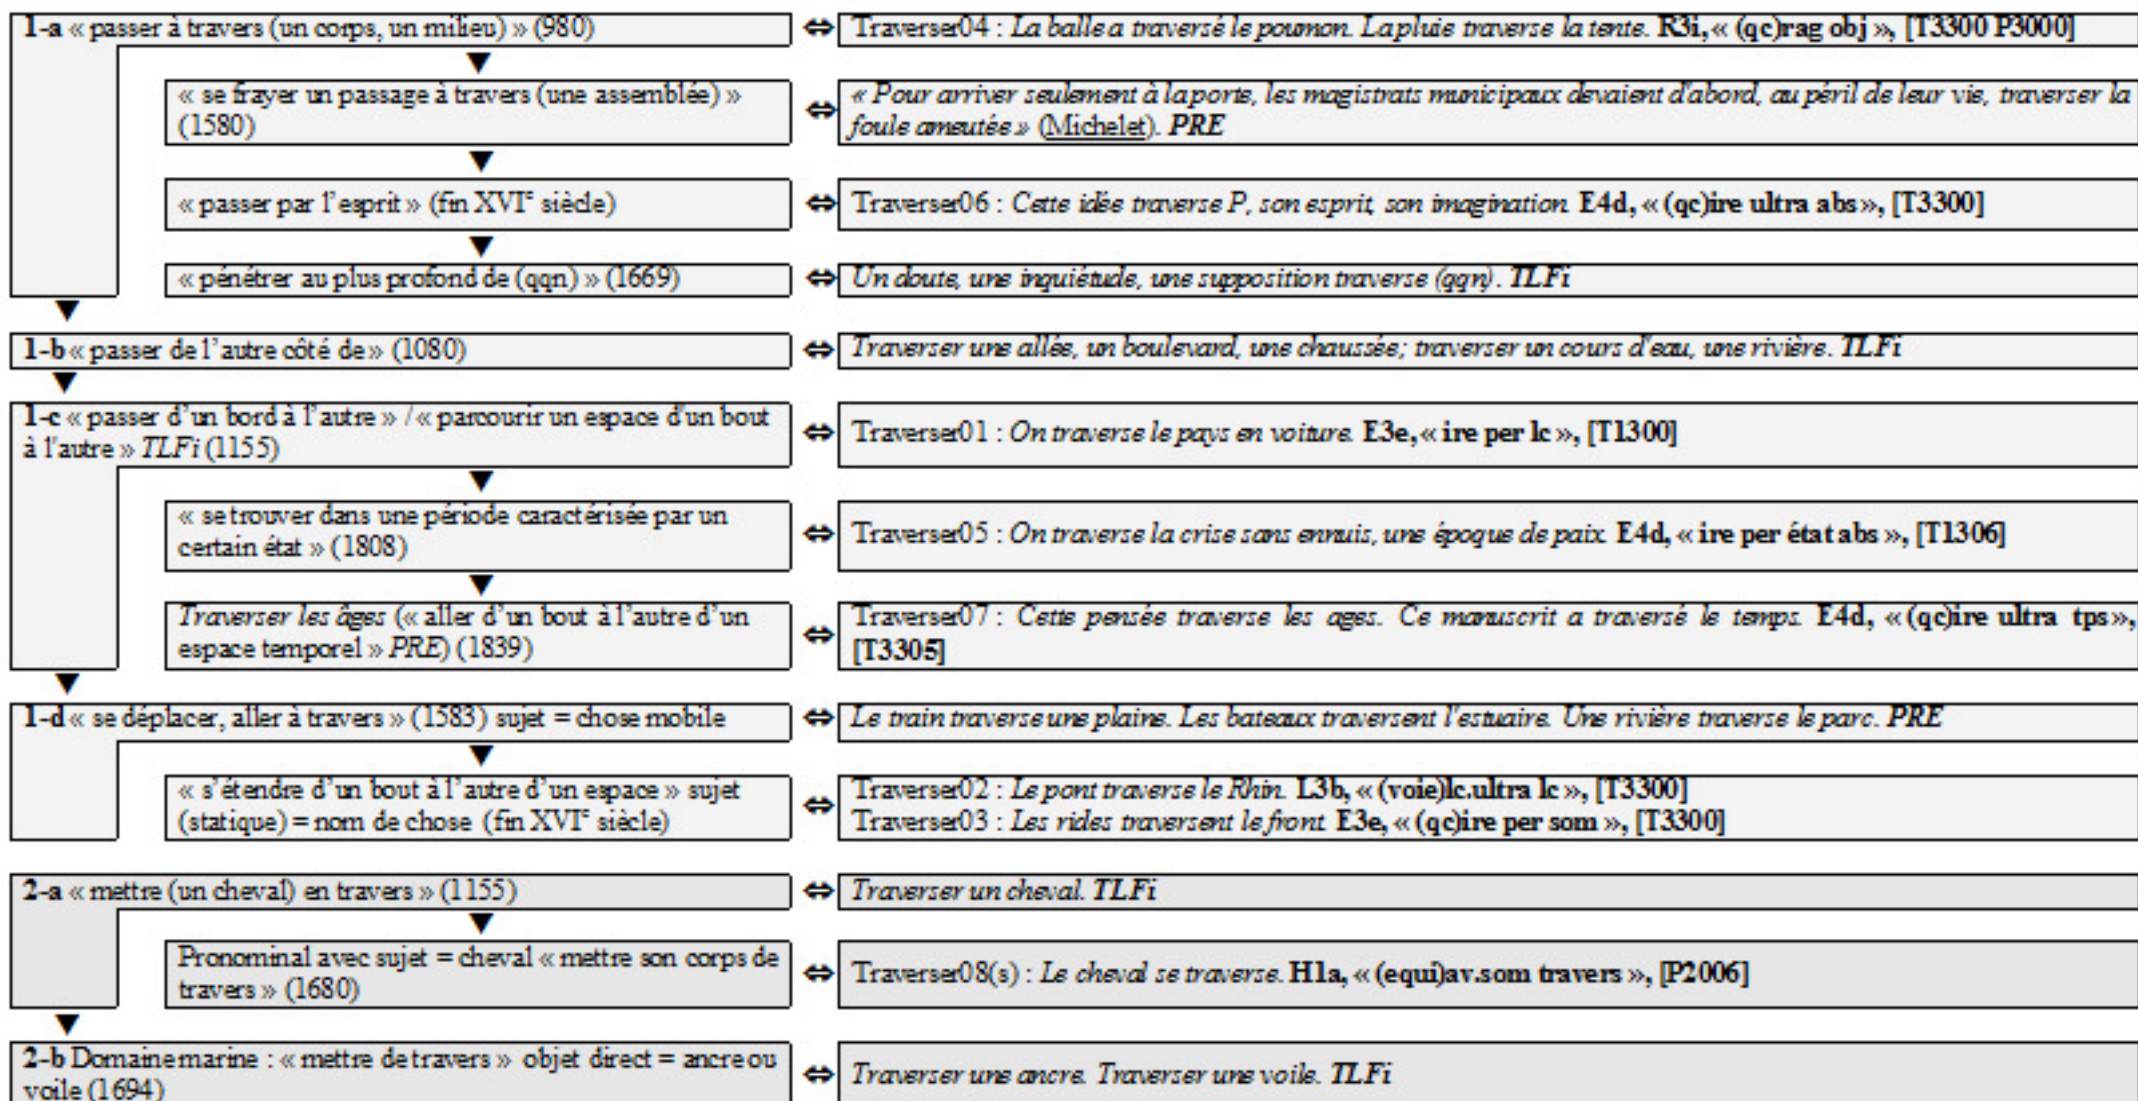 1-a « passer à travers (un corps, un milieu) » (980)
⇔ Traverser04 : La balle a traversé le poumon. La pluie traverse la tente. R3i, « (qc)rag obj », [T3300 P3000]
« se frayer un passage à travers (une assemblée) »
(1580)
⇔ « Pour arriver seulement à la porte, les magistrats municipaux devaient d'abord, au péril de leur vie, traverser la
foule ameutée » (Michelet). PRE
« passer par l'esprit » (fin XVIᵉ siècle)
⇔ Traverser06 : Cette idée traverse P, son esprit, son imagination. E4d, « (qc)ire ultra abs », [T3300]
« pénétrer au plus profond de (qqn) » (1669)
⇔ Un doute, une inquiétude, une supposition traverse (qqn). TLFi
1-b « passer de l'autre côté de » (1080)
⇔ Traverser une allée, un boulevard, une chaussée; traverser un cours d'eau, une rivière. TLFi
1-c « passer d'un bord à l'autre » / « parcourir un espace d'un bout
à l'autre » TLFi (1155)
⇔ Traverser01 : On traverse le pays en voiture. E3e, « ire per lc », [T1300]
« se trouver dans une période caractérisée par un
certain état » (1808)
⇔ Traverser05 : On traverse la crise sans ennuis, une époque de paix. E4d, « ire per état abs », [T1306]
Traverser les âges (« aller d'un bout à l'autre d'un
espace temporel » PRE) (1839)
⇔ Traverser07 : Cette pensée traverse les ages. Ce manuscrit a traversé le temps. E4d, « (qc)ire ultra tps»,
[T3305]
1-d « se déplacer, aller à travers » (1583) sujet = chose mobile
⇔ Le train traverse une plaine. Les bateaux traversent l'estuaire. Une rivière traverse le parc. PRE
« s'étendre d'un bout à l'autre d'un espace » sujet
(statique) = nom de chose (fin XVIᵉ siècle)
⇔ Traverser02 : Le pont traverse le Rhin. L3b, « (voie)lc.ultra lc », [T3300]
Traverser03 : Les rides traversent le front. E3e, « (qc)ire per som », [T3300]
2-a « mettre (un cheval) en travers » (1155)
⇔ Traverser un cheval. TLFi
Pronominal avec sujet = cheval « mettre son corps de
travers » (1680)
⇔ Traverser08(s) : Le cheval se traverse. H1a, « (equi)av.som travers », [P2006]
2-b Domaine marine : « mettre de travers » objet direct = ancre ou
voile (1694)
⇔ Traverser une ancre. Traverser une voile. TLFi